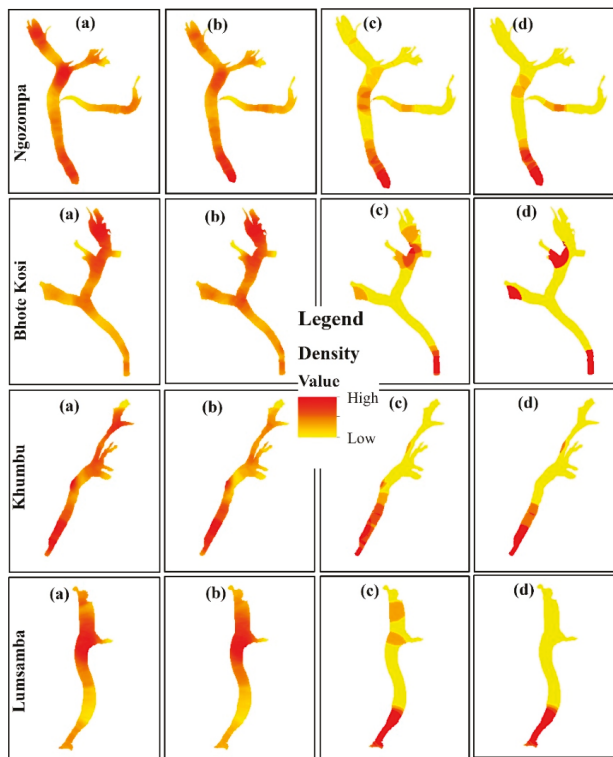 (a) (b) (c) (d)
Ngozompa
(a) (b) (c) (d)
Bhote Kosi
Legend
Density
Value
High
Low
(a) (b) (c) (d)
Khumbu
(a) (b) (c) (d)
Lumsamba